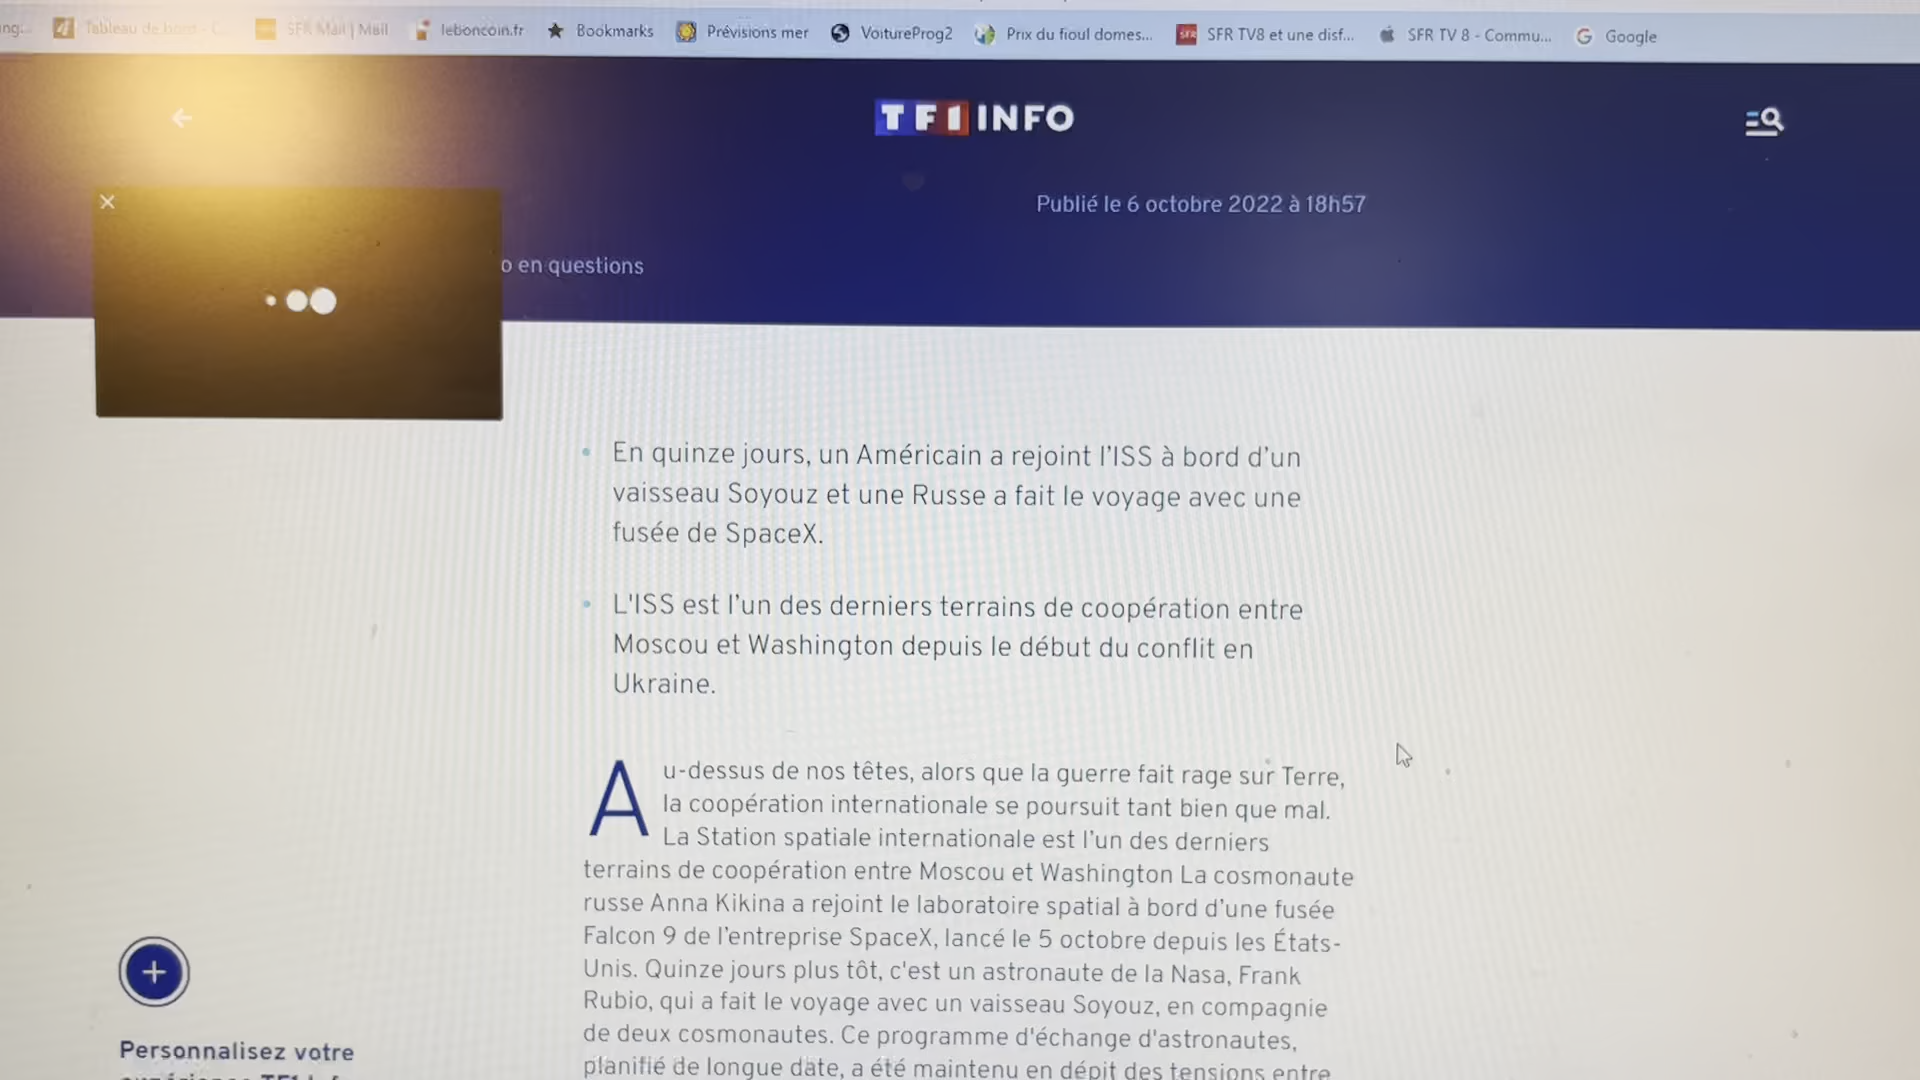 ng...
Tableau de bord - C...
SFR Mail | Mail
leboncoin.fr
Bookmarks
Prévisions mer
VoitureProg2
Prix du fioul domes...
SFR TV8 et une disf...
SFR TV 8 - Commu...
Google
TF1 INFO
Publié le 6 octobre 2022 à 18h57
o en questions
En quinze jours, un Américain a rejoint l'ISS à bord d'un
vaisseau Soyouz et une Russe a fait le voyage avec une
fusée de SpaceX.
L'ISS est l'un des derniers terrains de coopération entre
Moscou et Washington depuis le début du conflit en
Ukraine.
Au-dessus de nos têtes, alors que la guerre fait rage sur Terre,
la coopération internationale se poursuit tant bien que mal.
La Station spatiale internationale est l'un des derniers
terrains de coopération entre Moscou et Washington La cosmonaute
russe Anna Kikina a rejoint le laboratoire spatial à bord d'une fusée
Falcon 9 de l'entreprise SpaceX, lancé le 5 octobre depuis les États-
Unis. Quinze jours plus tôt, c'est un astronaute de la Nasa, Frank
Rubio, qui a fait le voyage avec un vaisseau Soyouz, en compagnie
de deux cosmonautes. Ce programme d'échange d'astronautes,
planifié de longue date, a été maintenu en dépit des tensions entre
Personnalisez votre